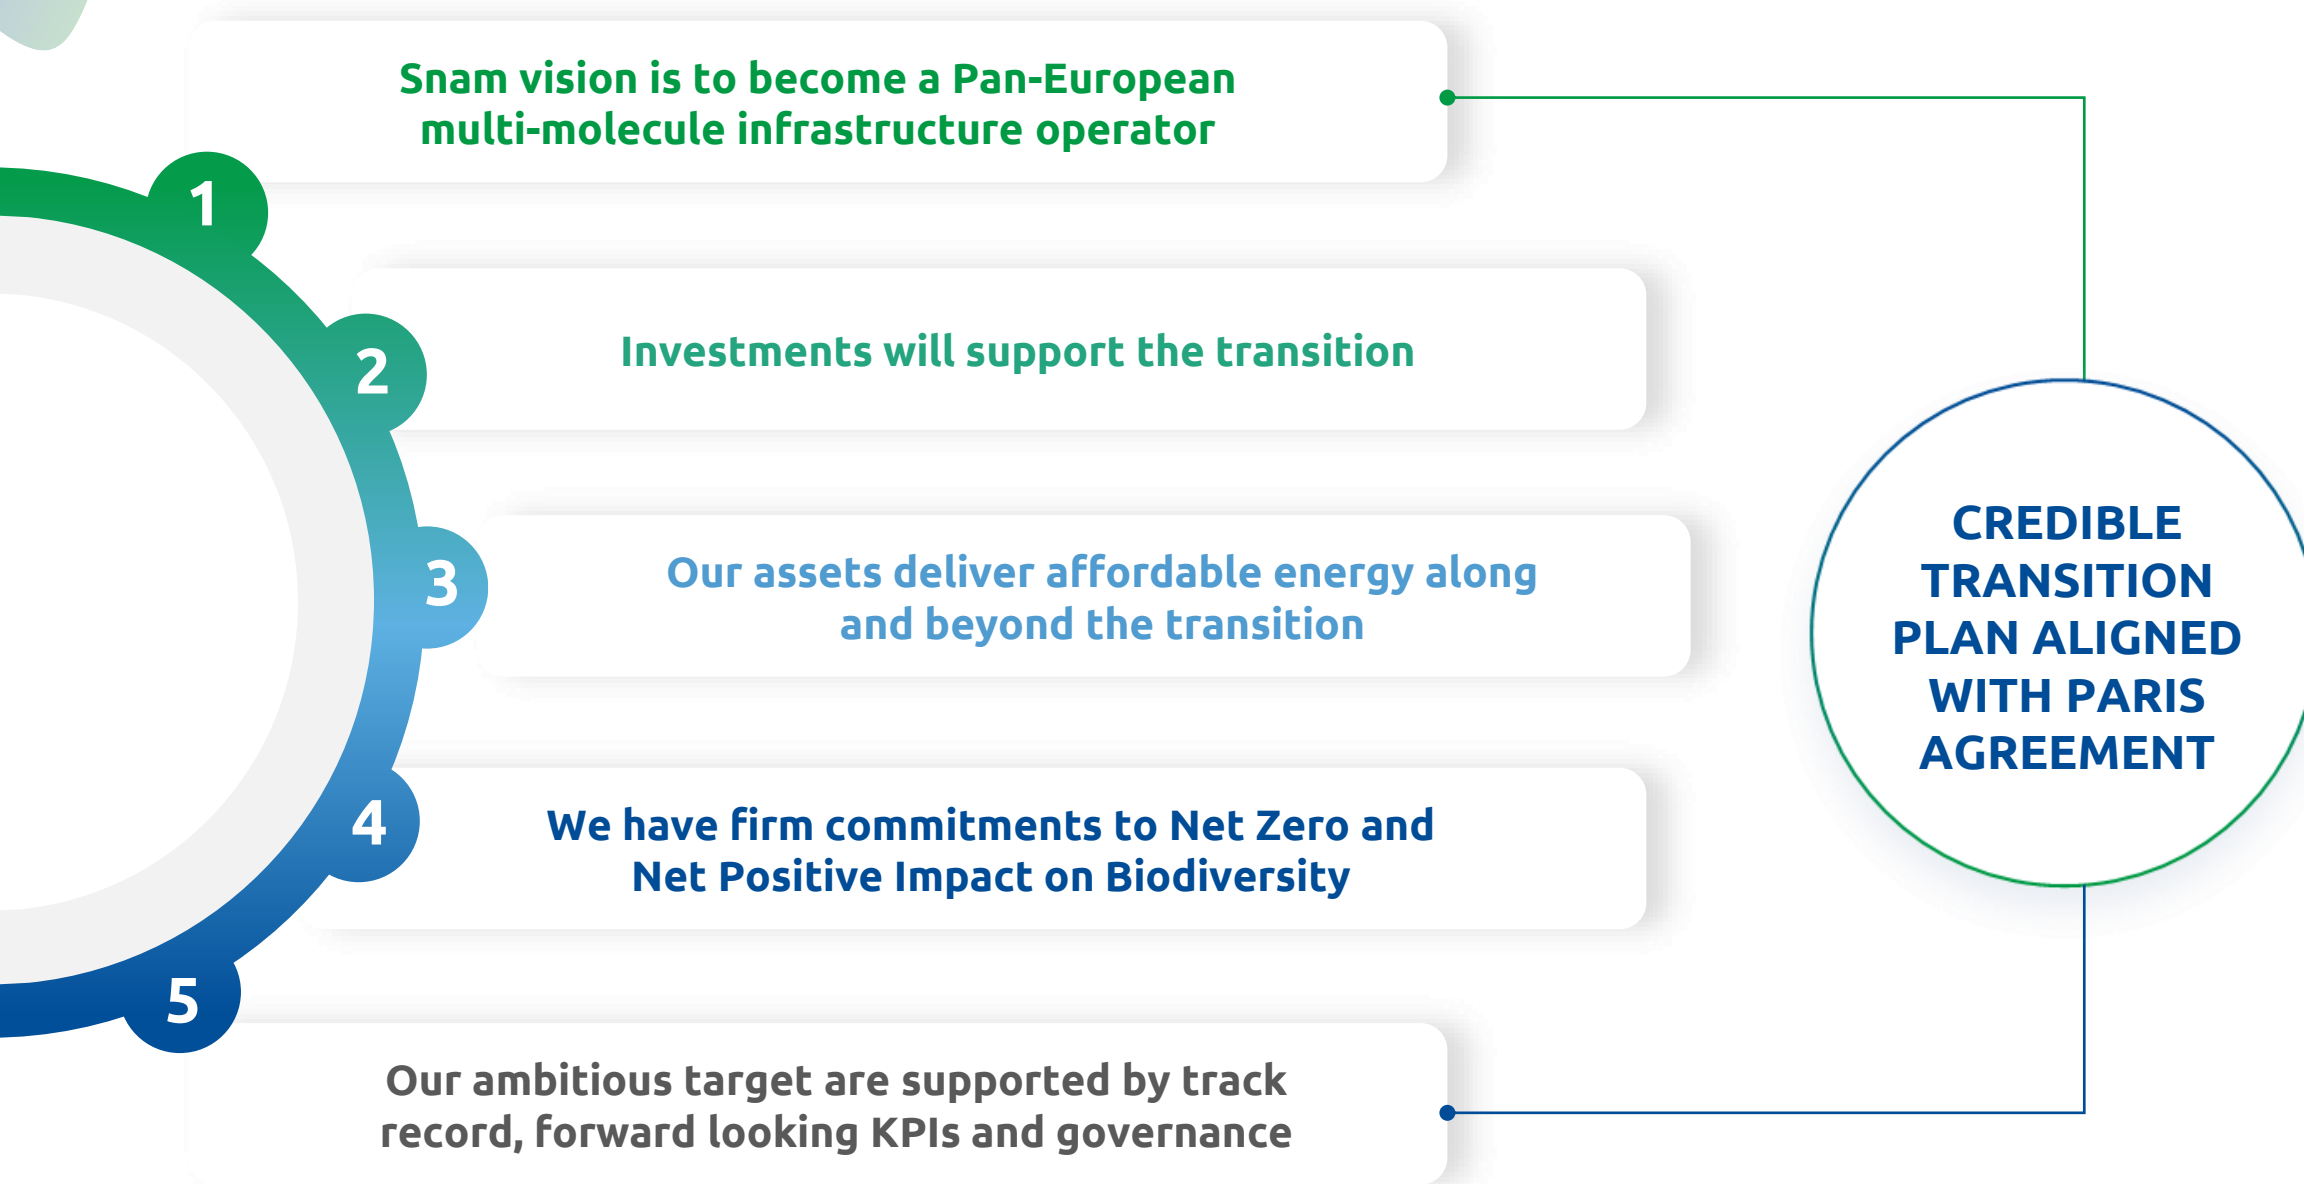 Snam vision is to become a Pan-European
multi-molecule infrastructure operator
1
2
Investments will support the transition
3
Our assets deliver affordable energy along
and beyond the transition
4
We have firm commitments to Net Zero and
Net Positive Impact on Biodiversity
5
Our ambitious target are supported by track
record, forward looking KPIs and governance
CREDIBLE
TRANSITION
PLAN ALIGNED
WITH PARIS
AGREEMENT